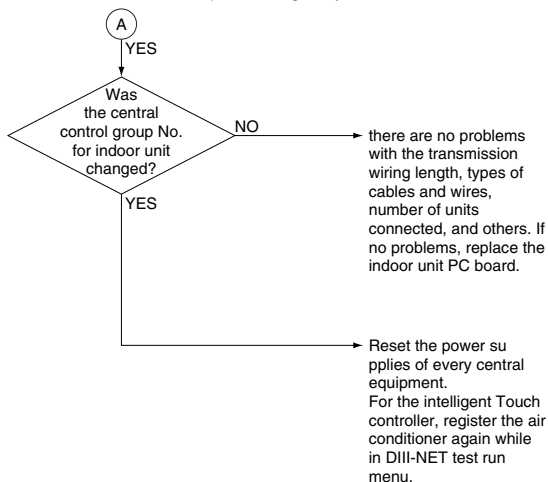 A
YES
Was
the central
control group No.
for indoor unit
changed?
NO
there are no problems
with the transmission
wiring length, types of
cables and wires,
number of units
connected, and others. If
no problems, replace the
indoor unit PC board.
YES
Reset the power su
pplies of every central
equipment.
For the intelligent Touch
controller, register the air
conditioner again while
in DIII-NET test run
menu.